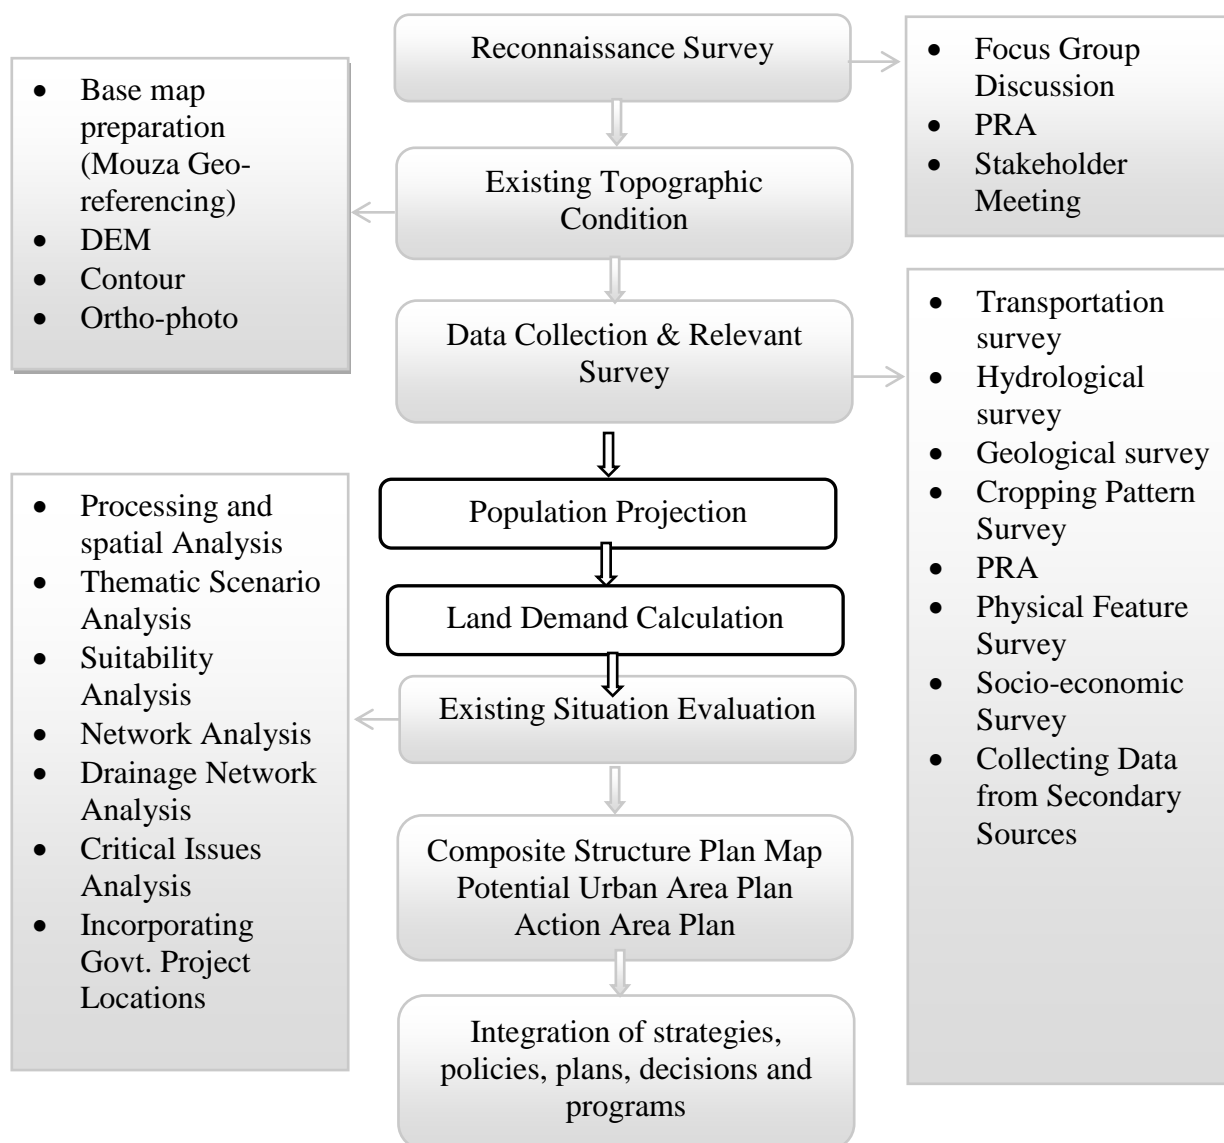 Reconnaissance Survey
• Focus Group
Discussion
• PRA
• Stakeholder
Meeting
• Base map
preparation
(Mouza Geo-
referencing)
• DEM
• Contour
• Ortho-photo
Existing Topographic
Condition
Data Collection & Relevant
Survey
• Transportation
survey
• Hydrological
survey
• Geological survey
• Cropping Pattern
Survey
• PRA
• Physical Feature
Survey
• Socio-economic
Survey
• Collecting Data
from Secondary
Sources
Population Projection
Land Demand Calculation
Existing Situation Evaluation
• Processing and
spatial Analysis
• Thematic Scenario
Analysis
• Suitability
Analysis
• Network Analysis
• Drainage Network
Analysis
• Critical Issues
Analysis
• Incorporating
Govt. Project
Locations
Composite Structure Plan Map
Potential Urban Area Plan
Action Area Plan
Integration of strategies,
policies, plans, decisions and
programs